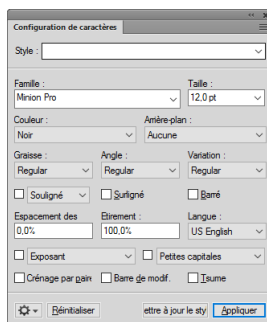 Configuration de caractères
Style :
Famille : Taille :
Minion Pro 12,0 pt
Couleur : Arrière-plan :
Noir Aucune
Graisse : Angle : Variation :
Regular Regular Regular
Souligné Surligné Barré
Espacement des Etirement : Langue :
0,0% 100,0% US English
Exposant Petites capitales
Crénage par pain Barre de modif. Tsume
Réinitialiser ettre à jour le sty Appliquer